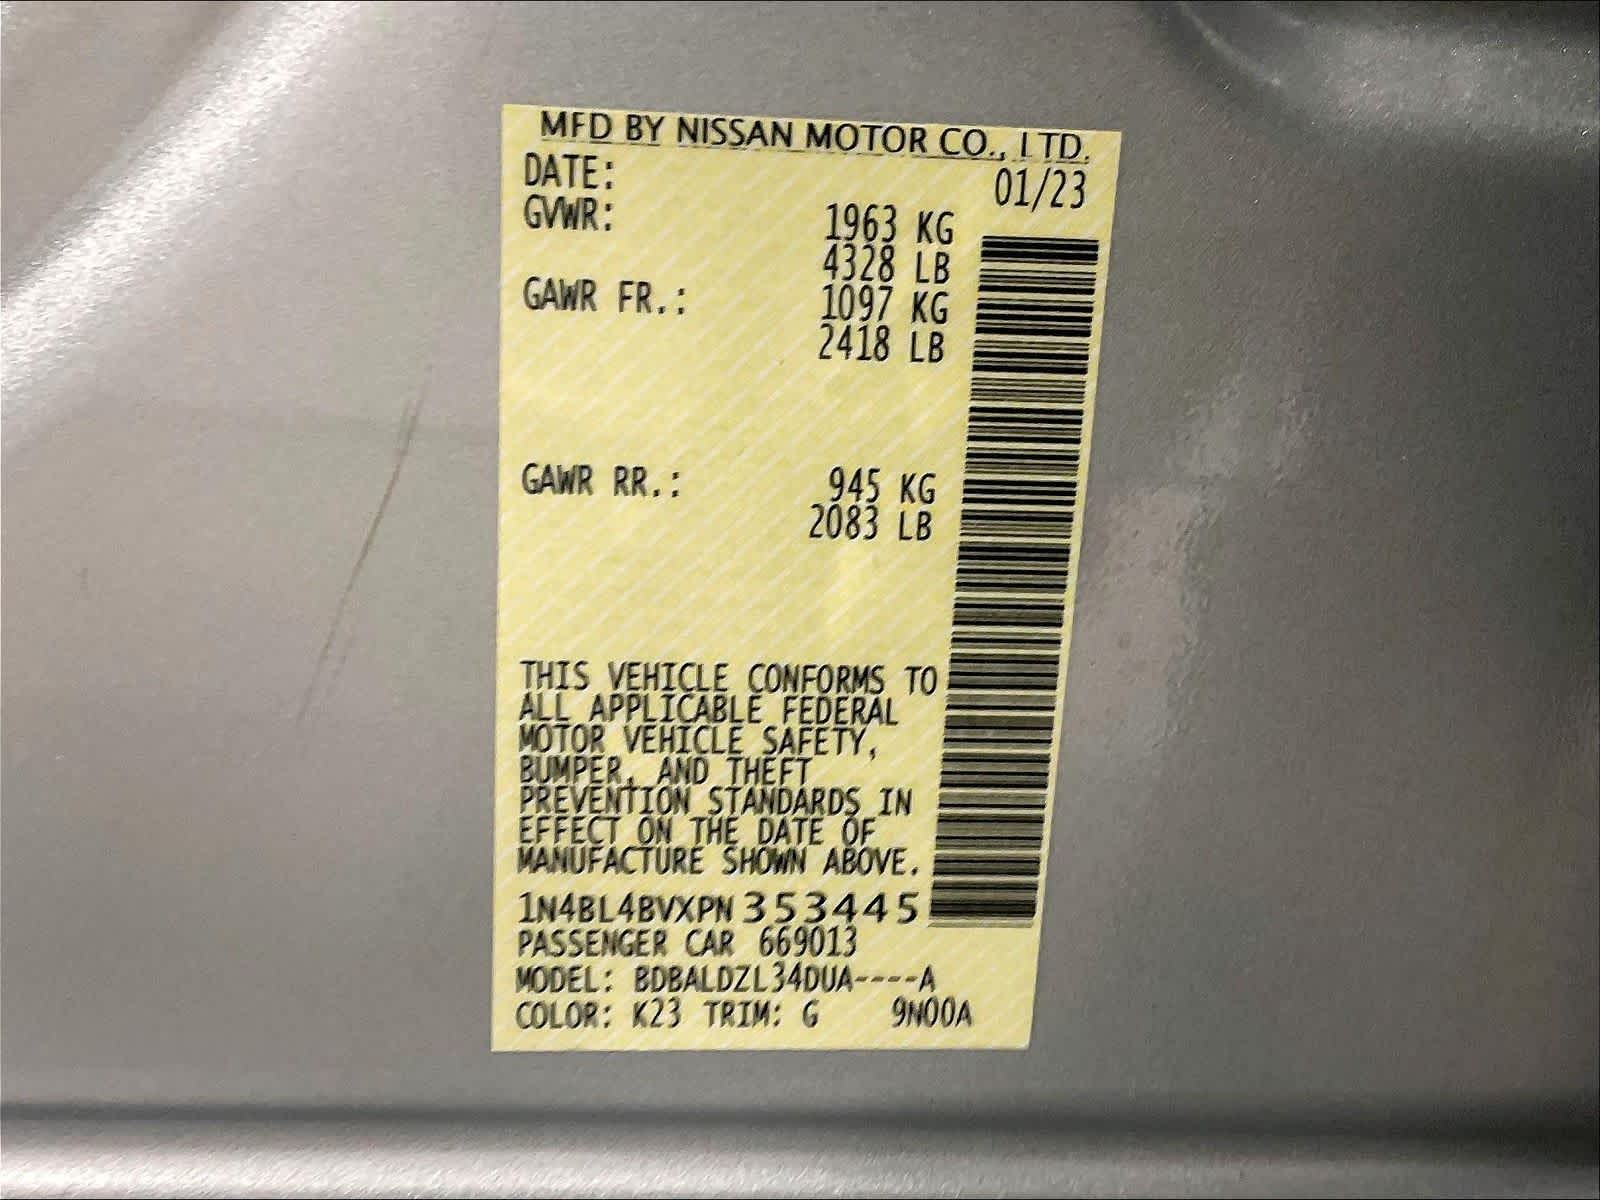 MFD BY NISSAN MOTOR CO., LTD.
DATE: 01/23
GVWR: 1963 KG
4328 LB
GAWR FR.: 1097 KG
2418 LB
GAWR RR.: 945 KG
2083 LB
THIS VEHICLE CONFORMS TO
ALL APPLICABLE FEDERAL
MOTOR VEHICLE SAFETY,
BUMPER, AND THEFT
PREVENTION STANDARDS IN
EFFECT ON THE DATE OF
MANUFACTURE SHOWN ABOVE.
1N4BL4BVXPN353445
PASSENGER CAR 669013
MODEL: BDBALDZL34DUA----A
COLOR: K23 TRIM: G 9N00A